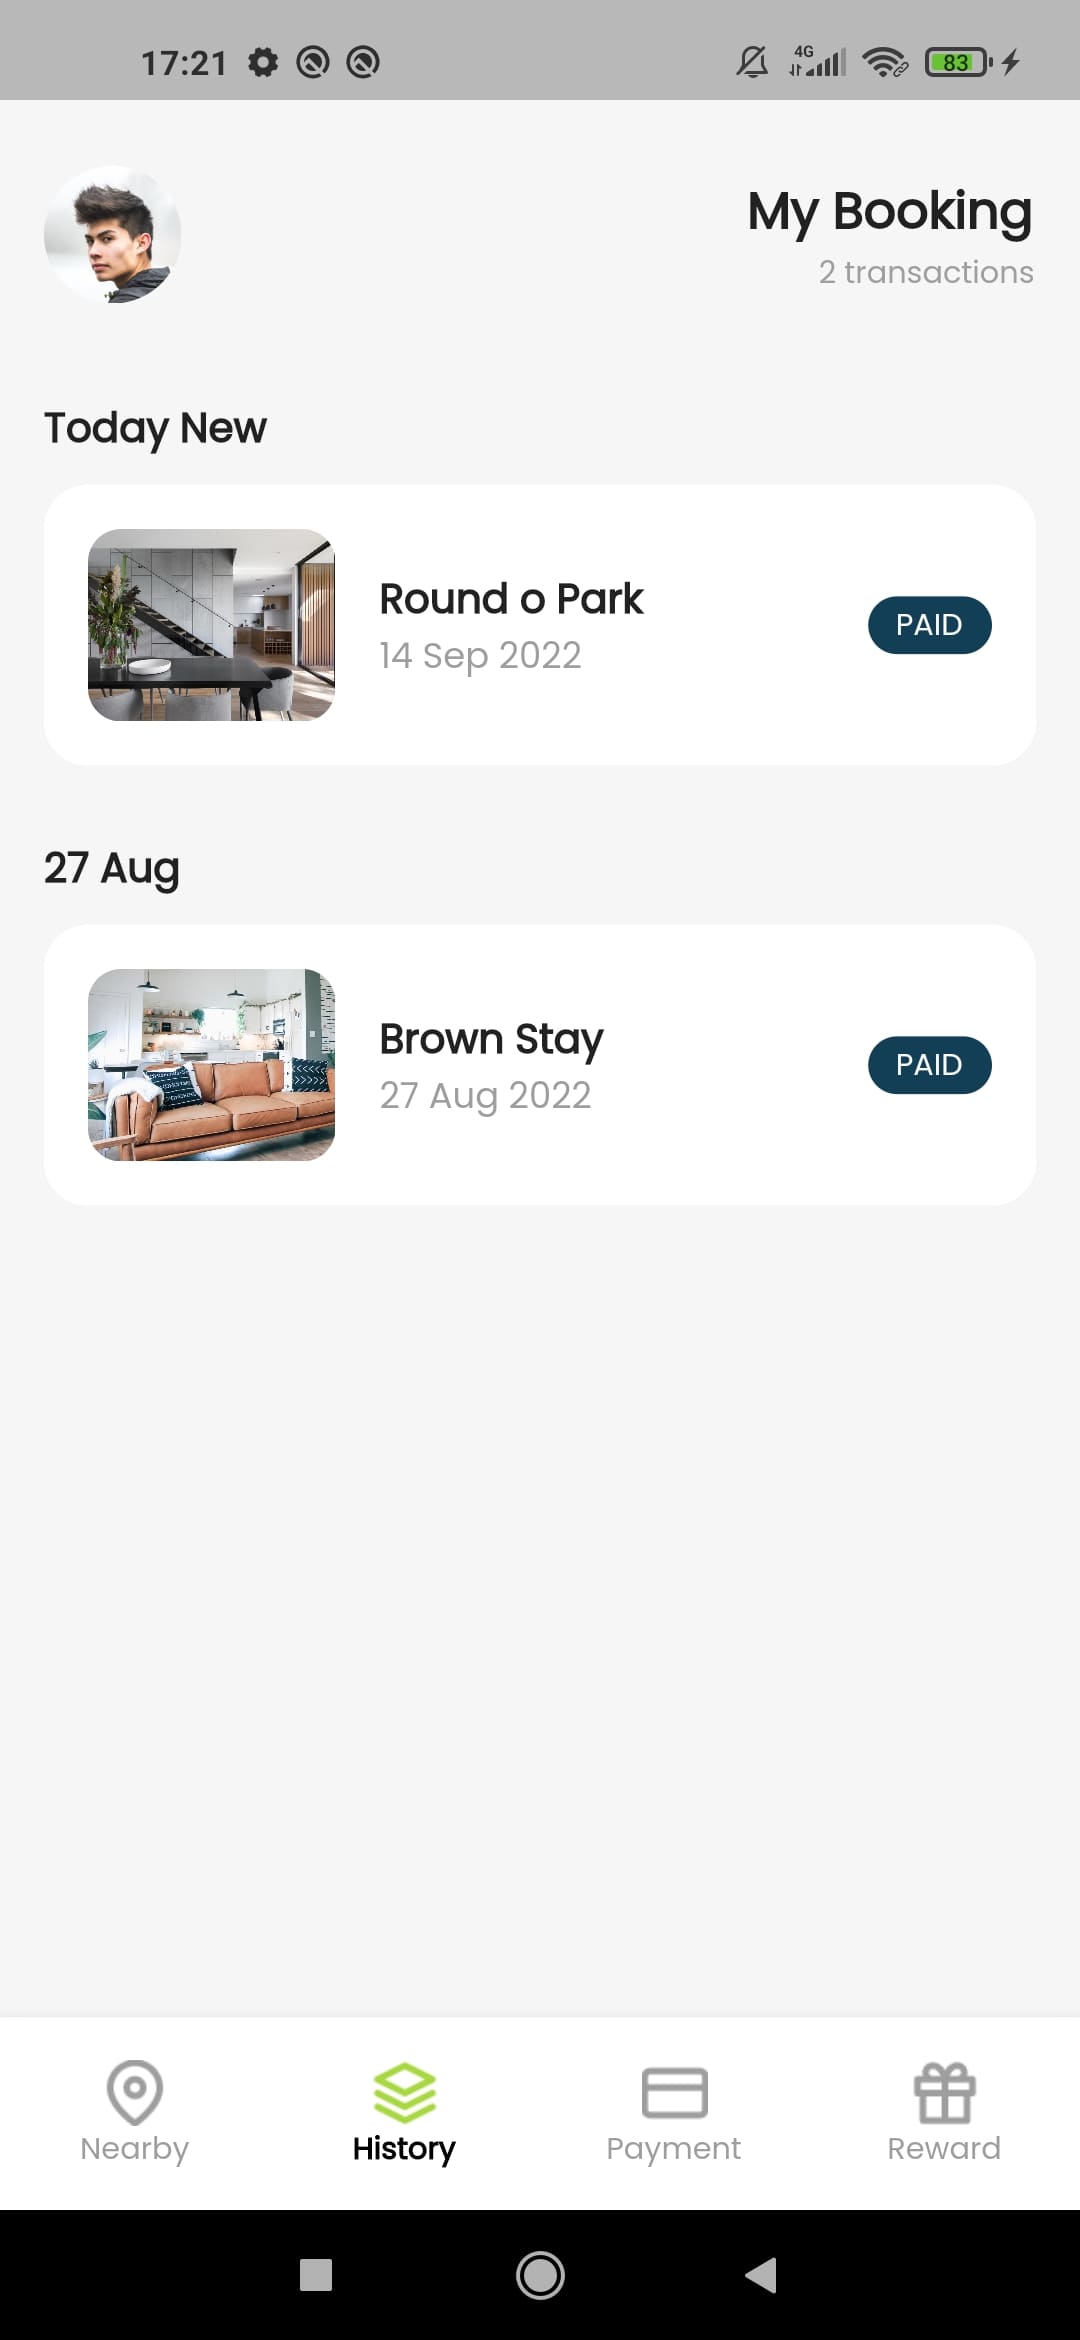 17:21
4G
83
My Booking
2 transactions
Today New
Round o Park
14 Sep 2022
PAID
27 Aug
Brown Stay
27 Aug 2022
PAID
Nearby
History
Payment
Reward